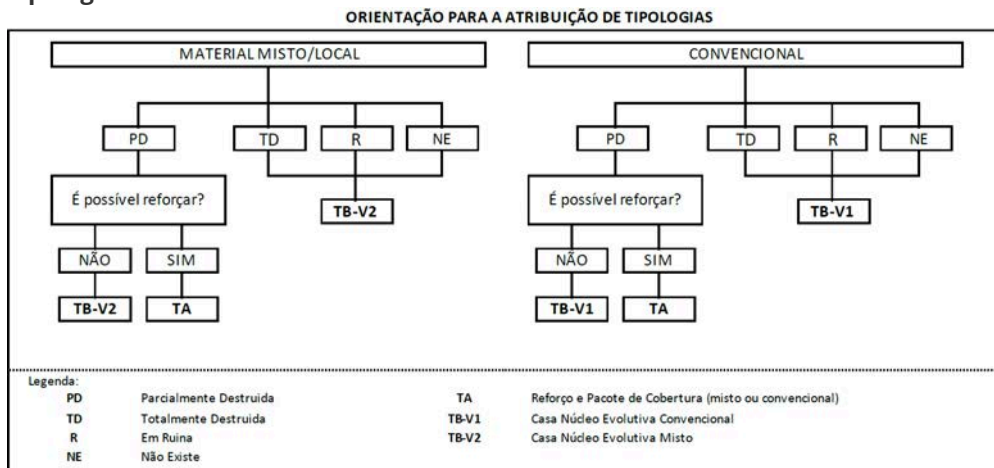 ORIENTAÇÃO PARA A ATRIBUIÇÃO DE TIPOLOGIAS
MATERIAL MISTO/LOCAL
CONVENCIONAL
PD
TD
R
NE
PD
TD
R
NE
É possível reforçar?
TB-V2
É possível reforçar?
TB-V1
NÃO
SIM
NÃO
SIM
TB-V2
TA
TB-V1
TA
Legenda:
PD Parcialmente Destruida TA Reforço e Pacote de Cobertura (misto ou convencional)
TD Totalmente Destruida TB-V1 Casa Núcleo Evolutiva Convencional
R Em Ruina TB-V2 Casa Núcleo Evolutiva Misto
NE Não Existe